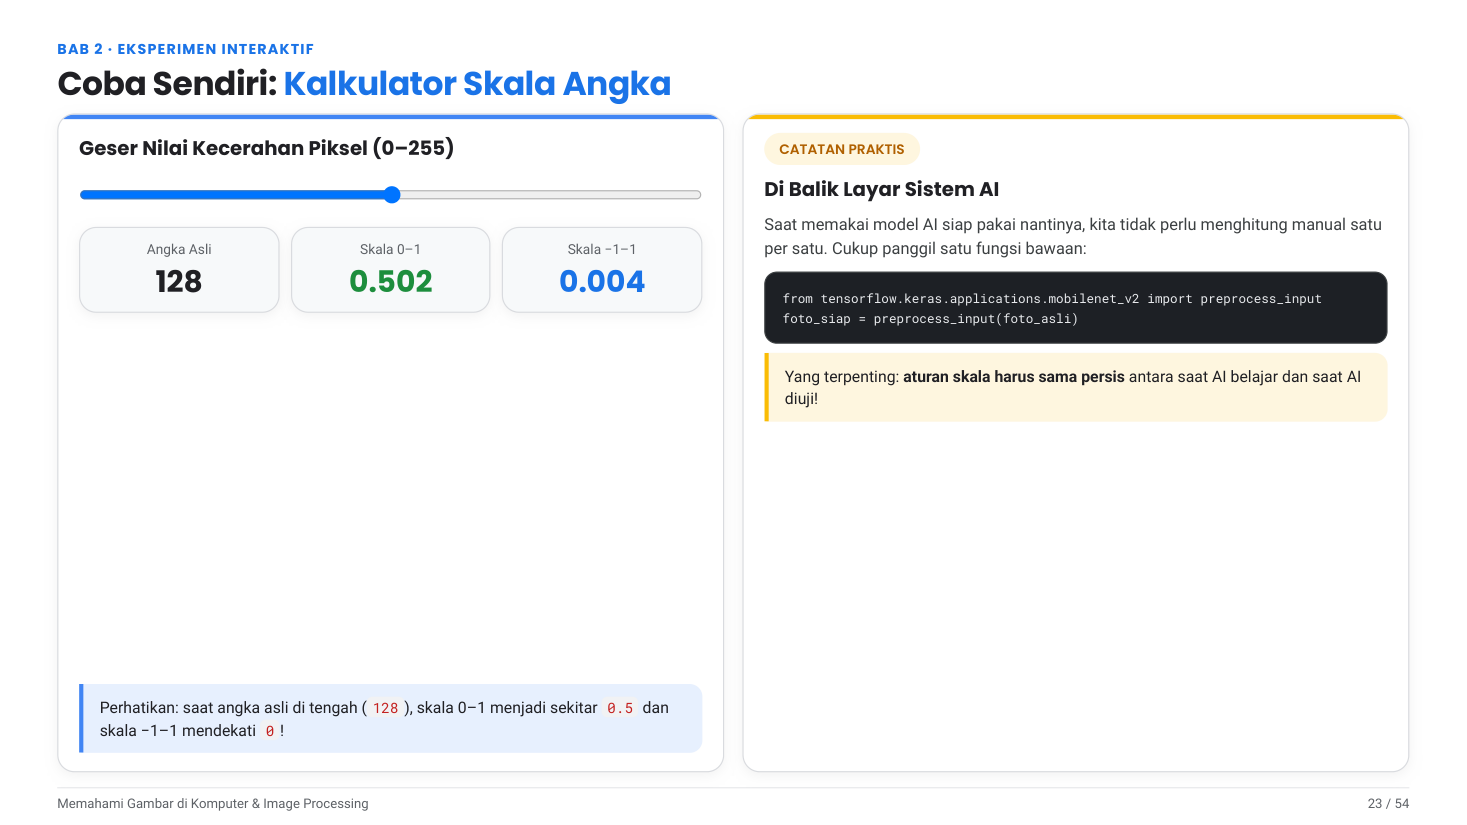 BAB 2 · EKSPERIMEN INTERAKTIF
Coba Sendiri: Kalkulator Skala Angka
Geser Nilai Kecerahan Piksel (0–255)
Angka Asli
128
Skala 0–1
0.502
Skala −1–1
0.004
Perhatikan: saat angka asli di tengah ( 128 ), skala 0–1 menjadi sekitar 0.5 dan
skala −1–1 mendekati 0 !
CATATAN PRAKTIS
Di Balik Layar Sistem AI
Saat memakai model AI siap pakai nantinya, kita tidak perlu menghitung manual satu
per satu. Cukup panggil satu fungsi bawaan:
from tensorflow.keras.applications.mobilenet_v2 import preprocess_input
foto_siap = preprocess_input(foto_asli)
Yang terpenting: aturan skala harus sama persis antara saat AI belajar dan saat AI
diuji!
Memahami Gambar di Komputer & Image Processing
23 / 54